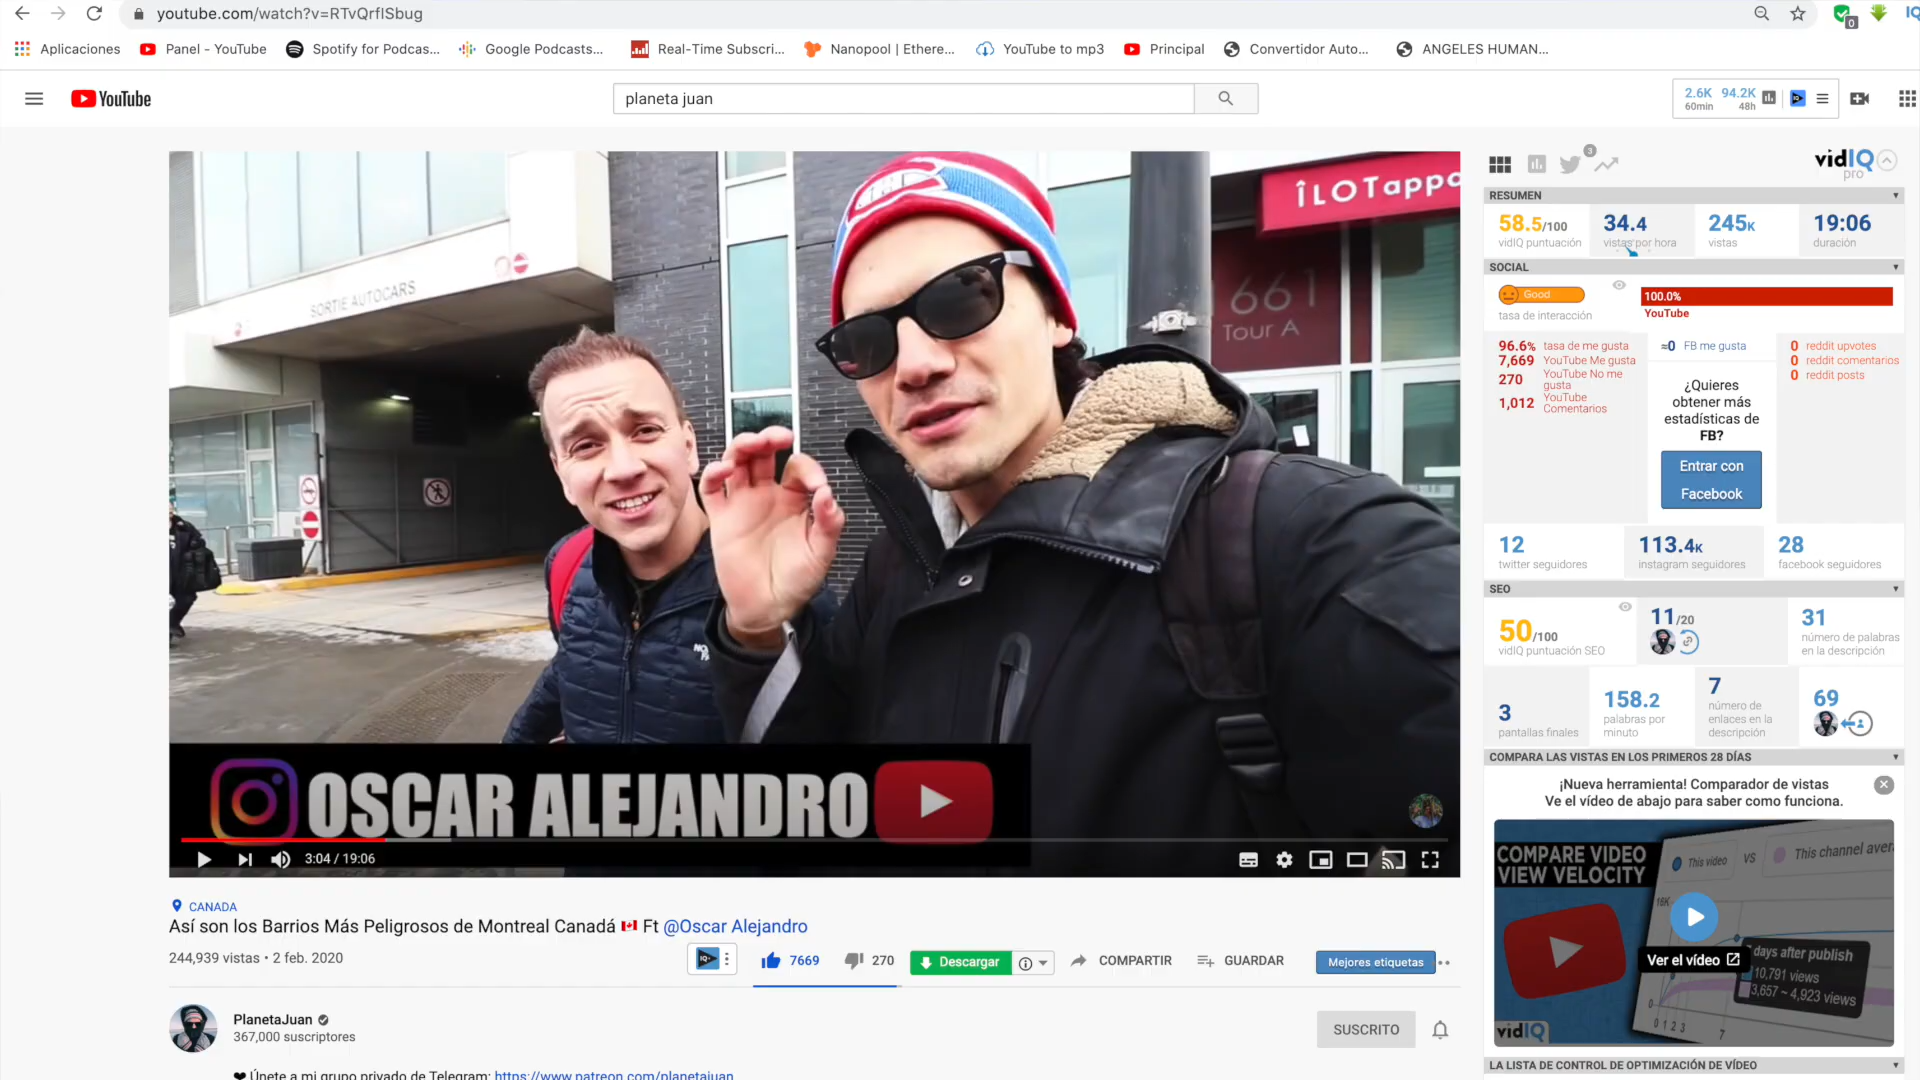 youtube.com/watch?v=RTvQrfISbug
Aplicaciones
Panel - YouTube
Spotify for Podcas...
Google Podcasts...
Real-Time Subscri...
Nanopool | Ethere...
YouTube to mp3
Principal
Convertidor Auto...
ANGELES HUMAN...
YouTube
planeta juan
2.6K 94.2K
60min 48h
ÎLOTappo
SORTIE AUTOCARS
1661
Tour A
OSCAR ALEJANDRO
3:04 / 19:06
CANADA
Así son los Barrios Más Peligrosos de Montreal Canadá 🇨🇦 Ft @Oscar Alejandro
244,939 vistas • 2 feb. 2020
7669
270
Descargar
COMPARTIR
GUARDAR
Mejores etiquetas
PlanetaJuan
367,000 suscriptores
SUSCRITO
❤ Únete a mi grupo privado de Telegram: https://www.patreon.com/planetajuan
3
vidIQ
pro
RESUMEN
58.5/100 34.4 245K 19:06
vidIQ puntuación vistas por hora vistas duración
SOCIAL
Good
tasa de interacción
100.0%
YouTube
96.6% tasa de me gusta
7,669 YouTube Me gusta
270 YouTube No me gusta
1,012 YouTube Comentarios
≈0 FB me gusta
¿Quieres
obtener más
estadísticas de
FB?
Entrar con
Facebook
0 reddit upvotes
0 reddit comentarios
0 reddit posts
12 113.4K 28
twitter seguidores instagram seguidores facebook seguidores
SEO
50/100
vidIQ puntuación SEO
11/20
31
número de palabras
en la descripción
3
pantallas finales
158.2
palabras por
minuto
7
número de
enlaces en la
descripción
69
COMPARA LAS VISTAS EN LOS PRIMEROS 28 DÍAS
¡Nueva herramienta! Comparador de vistas
Ve el vídeo de abajo para saber como funciona.
COMPARE VIDEO
VIEW VELOCITY
This video VS This channel aver
16K
Ver el vídeo
days after publish
10,791 views
3,657 ~ 4,923 views
0
0 1 2 3 7
vidIQ
LA LISTA DE CONTROL DE OPTIMIZACIÓN DE VÍDEO